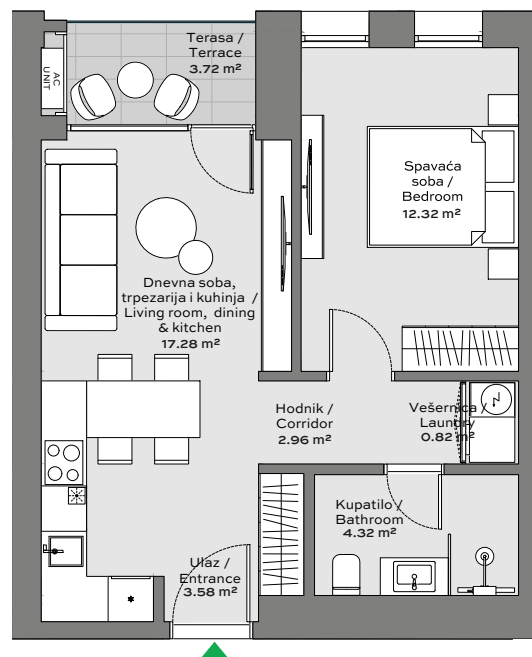 Terasa /
Terrace
3.72 m²
AC
UNIT
Spavaća
soba /
Bedroom
12.32 m²
Dnevna soba,
trpezarija i kuhinja /
Living room, dining
& kitchen
17.28 m²
Hodnik /
Corridor
2.96 m²
Vešernica /
Laundry
0.82 m²
Kupatilo /
Bathroom
4.32 m²
Ulaz /
Entrance
3.58 m²